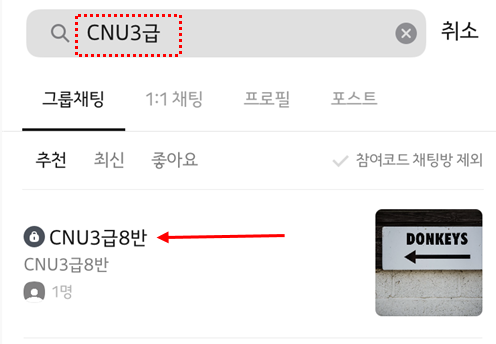 CNU3급
취소
그룹채팅 1:1 채팅 프로필 포스트
추천 최신 좋아요 참여코드 채팅방 제외
CNU3급8반
CNU3급8반
1명
DONKEYS